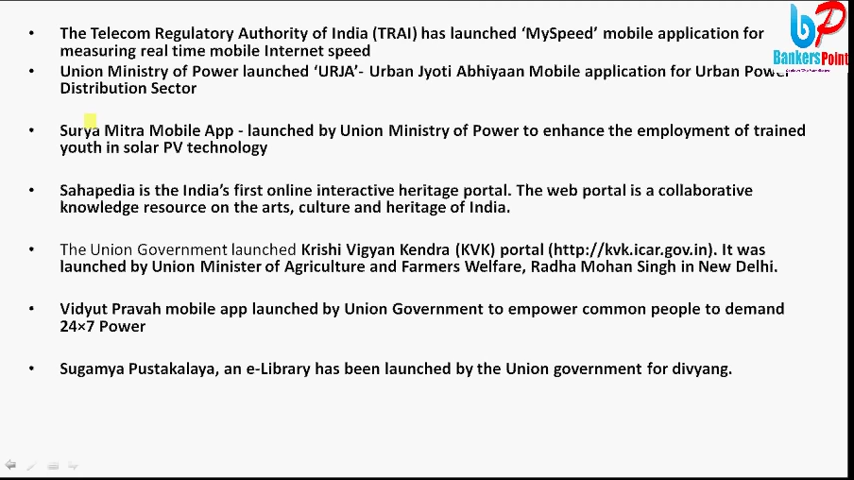 The Telecom Regulatory Authority of India (TRAI) has launched ‘MySpeed’ mobile application for
measuring real time mobile Internet speed
Union Ministry of Power launched ‘URJA’- Urban Jyoti Abhiyaan Mobile application for Urban Power
Distribution Sector
Surya Mitra Mobile App - launched by Union Ministry of Power to enhance the employment of trained
youth in solar PV technology
Sahapedia is the India’s first online interactive heritage portal. The web portal is a collaborative
knowledge resource on the arts, culture and heritage of India.
The Union Government launched Krishi Vigyan Kendra (KVK) portal (http://kvk.icar.gov.in). It was
launched by Union Minister of Agriculture and Farmers Welfare, Radha Mohan Singh in New Delhi.
Vidyut Pravah mobile app launched by Union Government to empower common people to demand
24×7 Power
Sugamya Pustakalaya, an e-Library has been launched by the Union government for divyang.
bP
BankersPoint